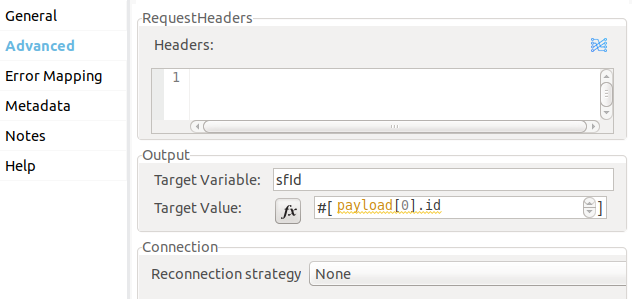 General
Advanced
Error Mapping
Metadata
Notes
Help
RequestHeaders
Headers:
1
Output
Target Variable: sfId
Target Value: fx #[ payload[0].id ]
Connection
Reconnection strategy None